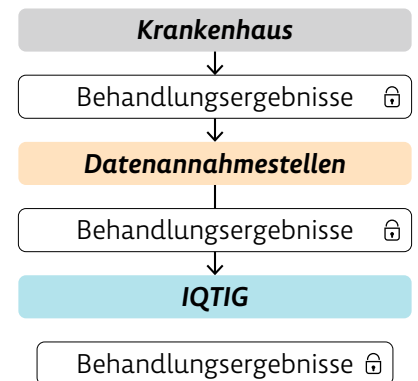 Krankenhaus
Behandlungsergebnisse
Datenannahmestellen
Behandlungsergebnisse
IQTIG
Behandlungsergebnisse